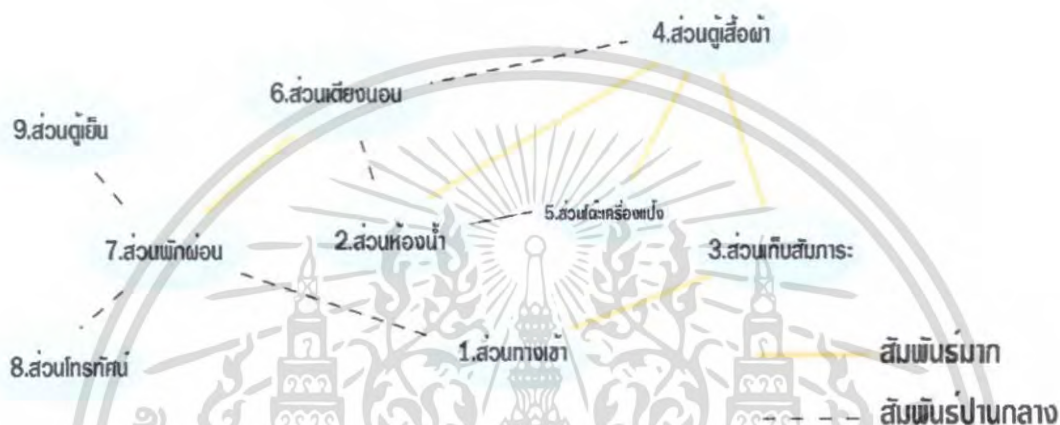 4.ส่วนตู้เสื้อผ้า
6.ส่วนเตียงนอน
9.ส่วนตู้เย็น
5.ส่วนโต๊ะเครื่องแป้ง
2.ส่วนห้องน้ำ
7.ส่วนพักผ่อน
3.ส่วนเก็บสัมภาระ
1.ส่วนทางเข้า
8.ส่วนโทรทัศน์
สัมพันธ์มาก
สัมพันธ์ปานกลาง